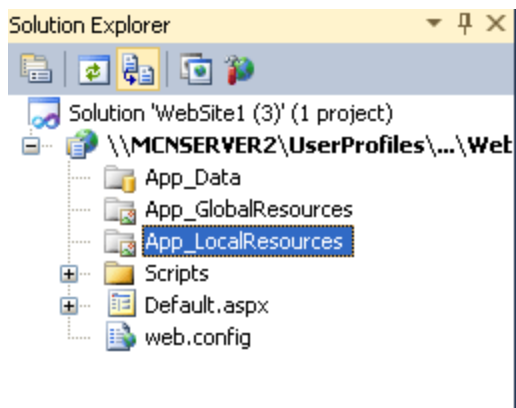 Solution Explorer
Solution 'WebSite1 (3)' (1 project)
\\MCNSERVER2\UserProfiles\...\Web
App_Data
App_GlobalResources
App_LocalResources
Scripts
Default.aspx
web.config